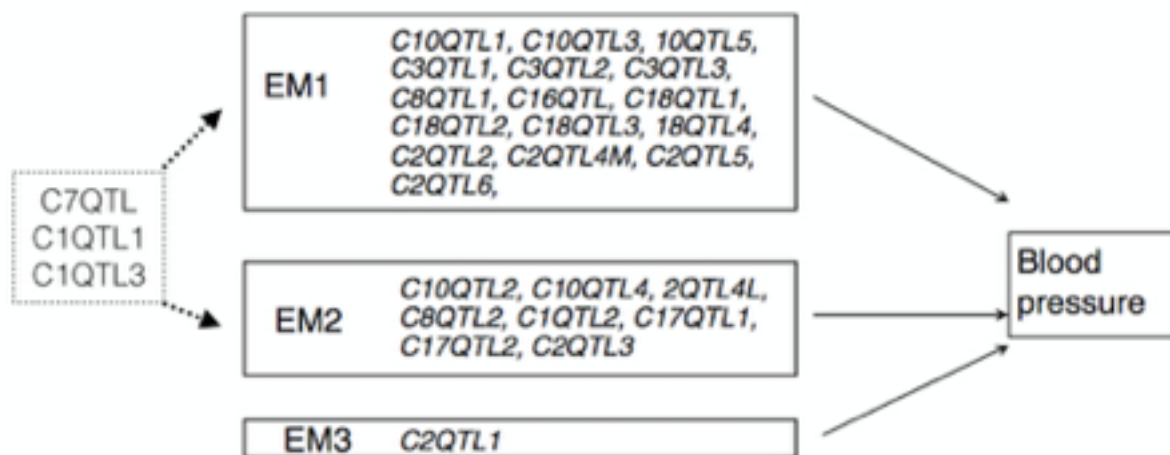 C7QTL
C1QTL1
C1QTL3
EM1
C10QTL1, C10QTL3, 10QTL5,
C3QTL1, C3QTL2, C3QTL3,
C8QTL1, C16QTL, C18QTL1,
C18QTL2, C18QTL3, 18QTL4,
C2QTL2, C2QTL4M, C2QTL5,
C2QTL6,
EM2
C10QTL2, C10QTL4, 2QTL4L,
C8QTL2, C1QTL2, C17QTL1,
C17QTL2, C2QTL3
EM3
C2QTL1
Blood
pressure